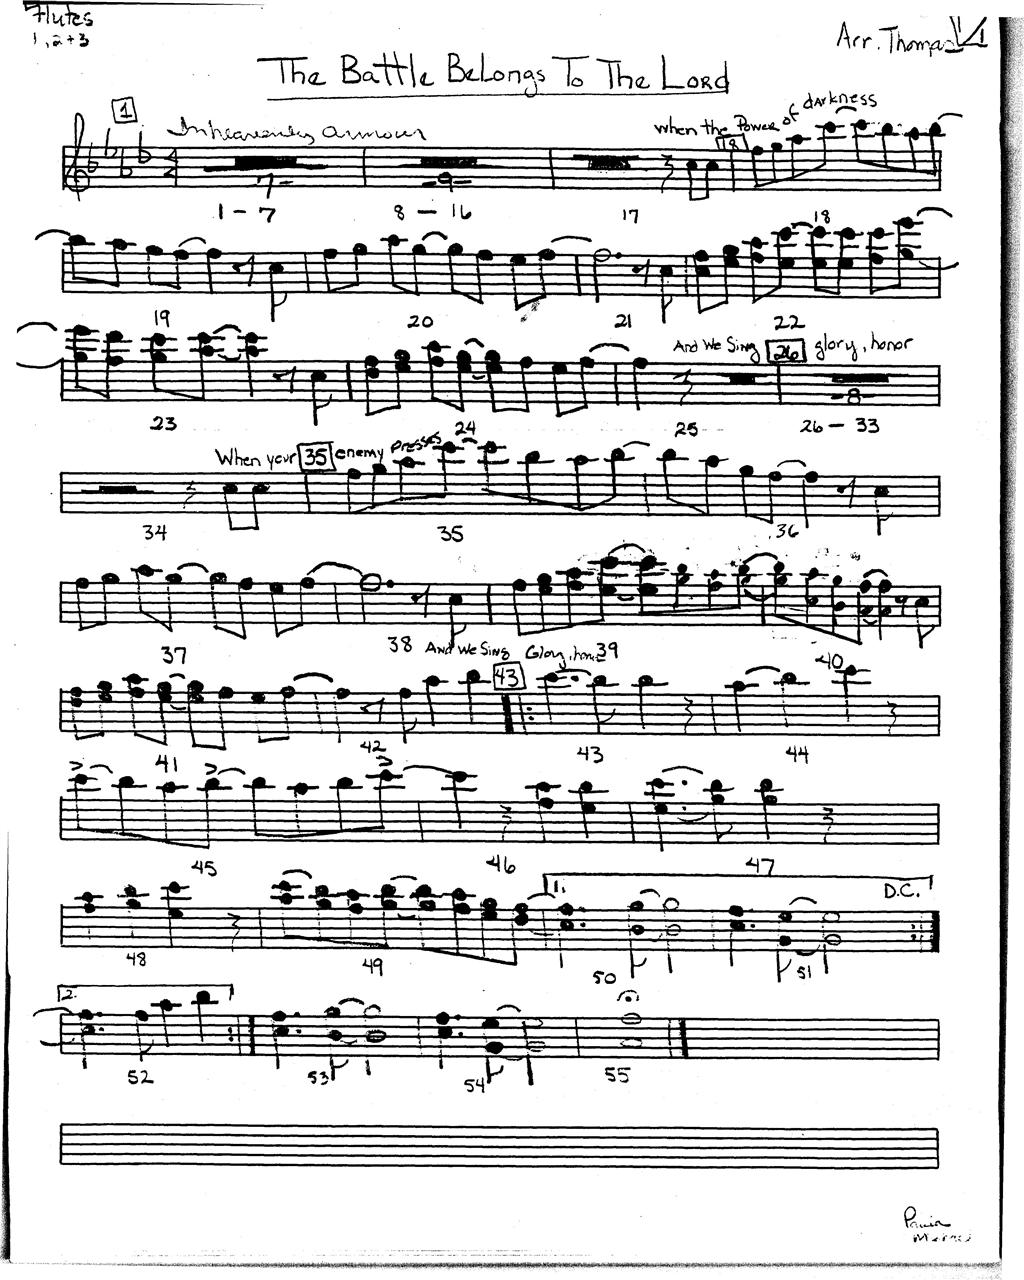 Flutes
1, 2 + 3
Arr. Thomas
The Battle Belongs To The Lord
1 In heavenly armour When the Power of darkness
18
4
2
7 9
1 - 7 8 - 16 17 18
19 20 21 22
And We Sing 26 glory, honor
8
23 24 25 26 - 33
When your 35 enemy presses
34 35 36
37 38 39 40
And We Sing Glory, honor
43
41 42 43 44
45 46 47
1. D.C.
48 49 50 51
2.
52 53 54 55